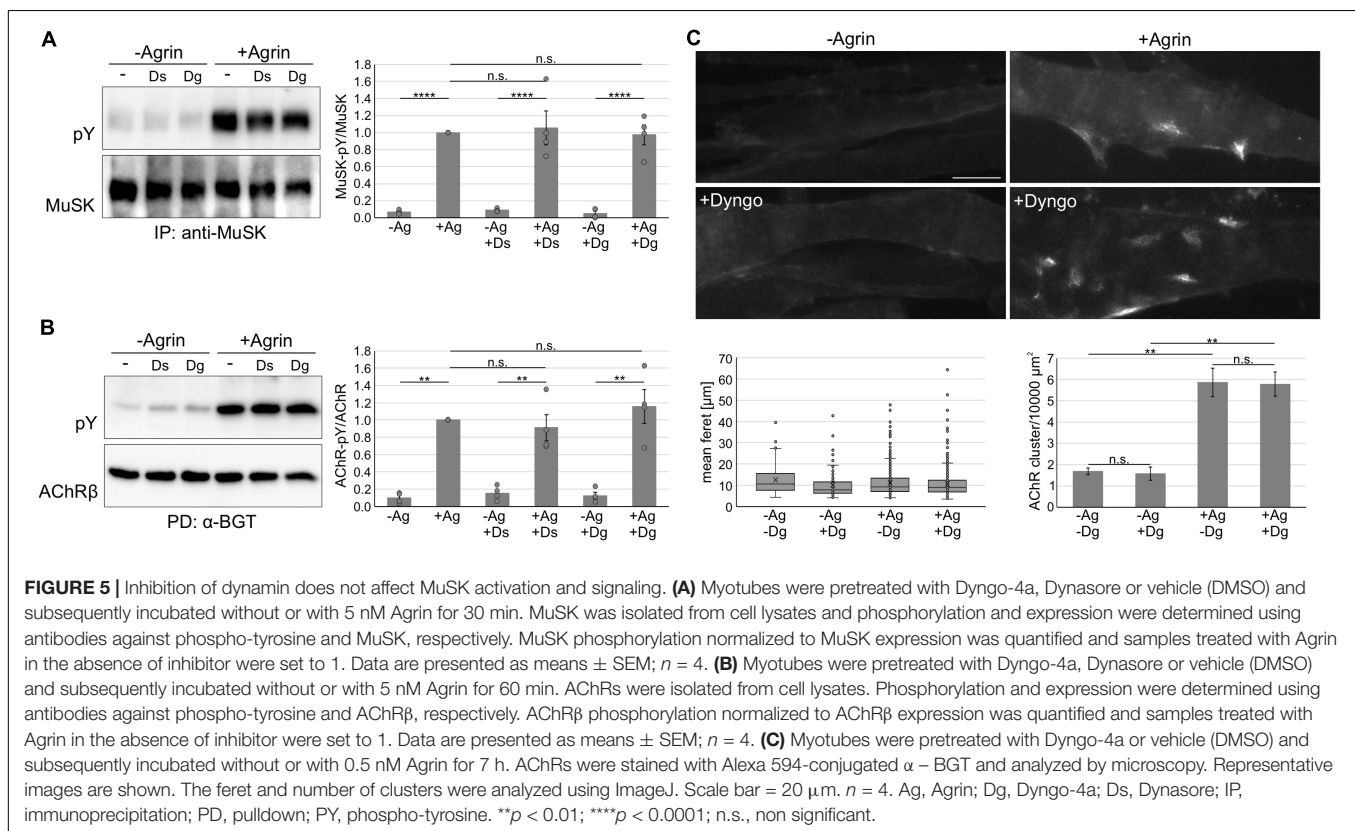 A
-Agrin +Agrin
- Ds Dg - Ds Dg
pY
MuSK
IP: anti-MuSK
n.s.
n.s.
**** **** ****
MuSK-pY/MuSK
1.8
1.6
1.4
1.2
1
0.8
0.6
0.4
0.2
0.0
-Ag +Ag -Ag +Ag -Ag +Ag
+Ds +Ds +Dg +Dg
B
-Agrin +Agrin
- Ds Dg - Ds Dg
pY
AChRβ
PD: α-BGT
n.s.
n.s.
** ** **
AChR-pY/AChR
1.8
1.6
1.4
1.2
1
0.8
0.6
0.4
0.2
0.0
-Ag +Ag -Ag +Ag -Ag +Ag
+Ds +Ds +Dg +Dg
C
-Agrin +Agrin
+Dyngo +Dyngo
mean feret [µm]
70
60
50
40
30
20
10
0
-Ag -Ag +Ag +Ag
-Dg +Dg -Dg +Dg
AChR cluster/10000 µm²
7
6
5
4
3
2
1
0
**
**
n.s.
n.s.
-Ag -Ag +Ag +Ag
-Dg +Dg -Dg +Dg
FIGURE 5 | Inhibition of dynamin does not affect MuSK activation and signaling. (A) Myotubes were pretreated with Dyngo-4a, Dynasore or vehicle (DMSO) and
subsequently incubated without or with 5 nM Agrin for 30 min. MuSK was isolated from cell lysates and phosphorylation and expression were determined using
antibodies against phospho-tyrosine and MuSK, respectively. MuSK phosphorylation normalized to MuSK expression was quantified and samples treated with Agrin
in the absence of inhibitor were set to 1. Data are presented as means ± SEM; n = 4. (B) Myotubes were pretreated with Dyngo-4a, Dynasore or vehicle (DMSO)
and subsequently incubated without or with 5 nM Agrin for 60 min. AChRs were isolated from cell lysates. Phosphorylation and expression were determined using
antibodies against phospho-tyrosine and AChRβ, respectively. AChRβ phosphorylation normalized to AChRβ expression was quantified and samples treated with
Agrin in the absence of inhibitor were set to 1. Data are presented as means ± SEM; n = 4. (C) Myotubes were pretreated with Dyngo-4a or vehicle (DMSO) and
subsequently incubated without or with 0.5 nM Agrin for 7 h. AChRs were stained with Alexa 594-conjugated α – BGT and analyzed by microscopy. Representative
images are shown. The feret and number of clusters were analyzed using ImageJ. Scale bar = 20 µm. n = 4. Ag, Agrin; Dg, Dyngo-4a; Ds, Dynasore; IP,
immunoprecipitation; PD, pulldown; PY, phospho-tyrosine. **p < 0.01; ****p < 0.0001; n.s., non significant.